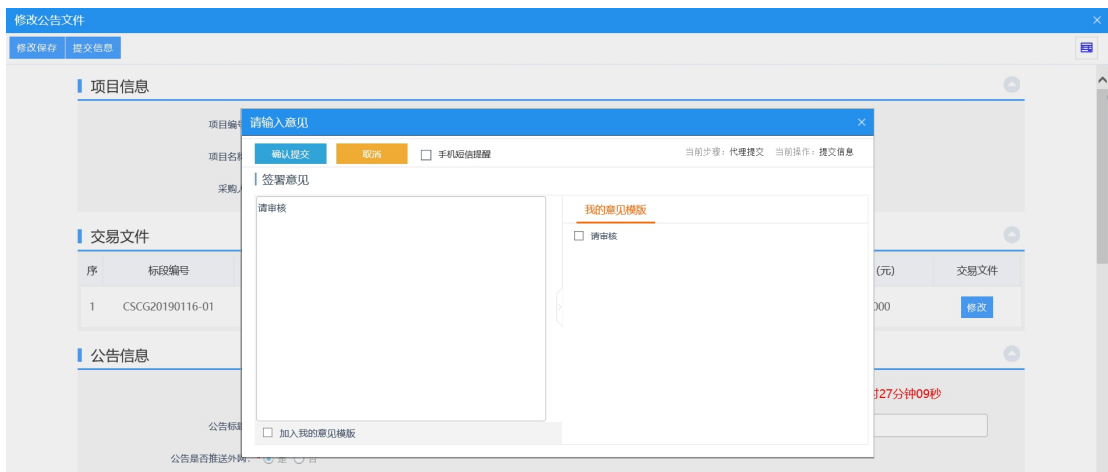 修改公告文件
修改保存 提交信息
项目信息
项目编号
请输入意见
项目名称
确认提交 取消 手机短信提醒 当前步骤：代理提交 当前操作：提交信息
采购人
签署意见
请审核
我的意见模版
请审核
交易文件
序 标段编号 (元) 交易文件
1 CSCG20190116-01 000 修改
公告信息
时27分钟09秒
公告标题
加入我的意见模版
公告是否推送外网：* 是 否